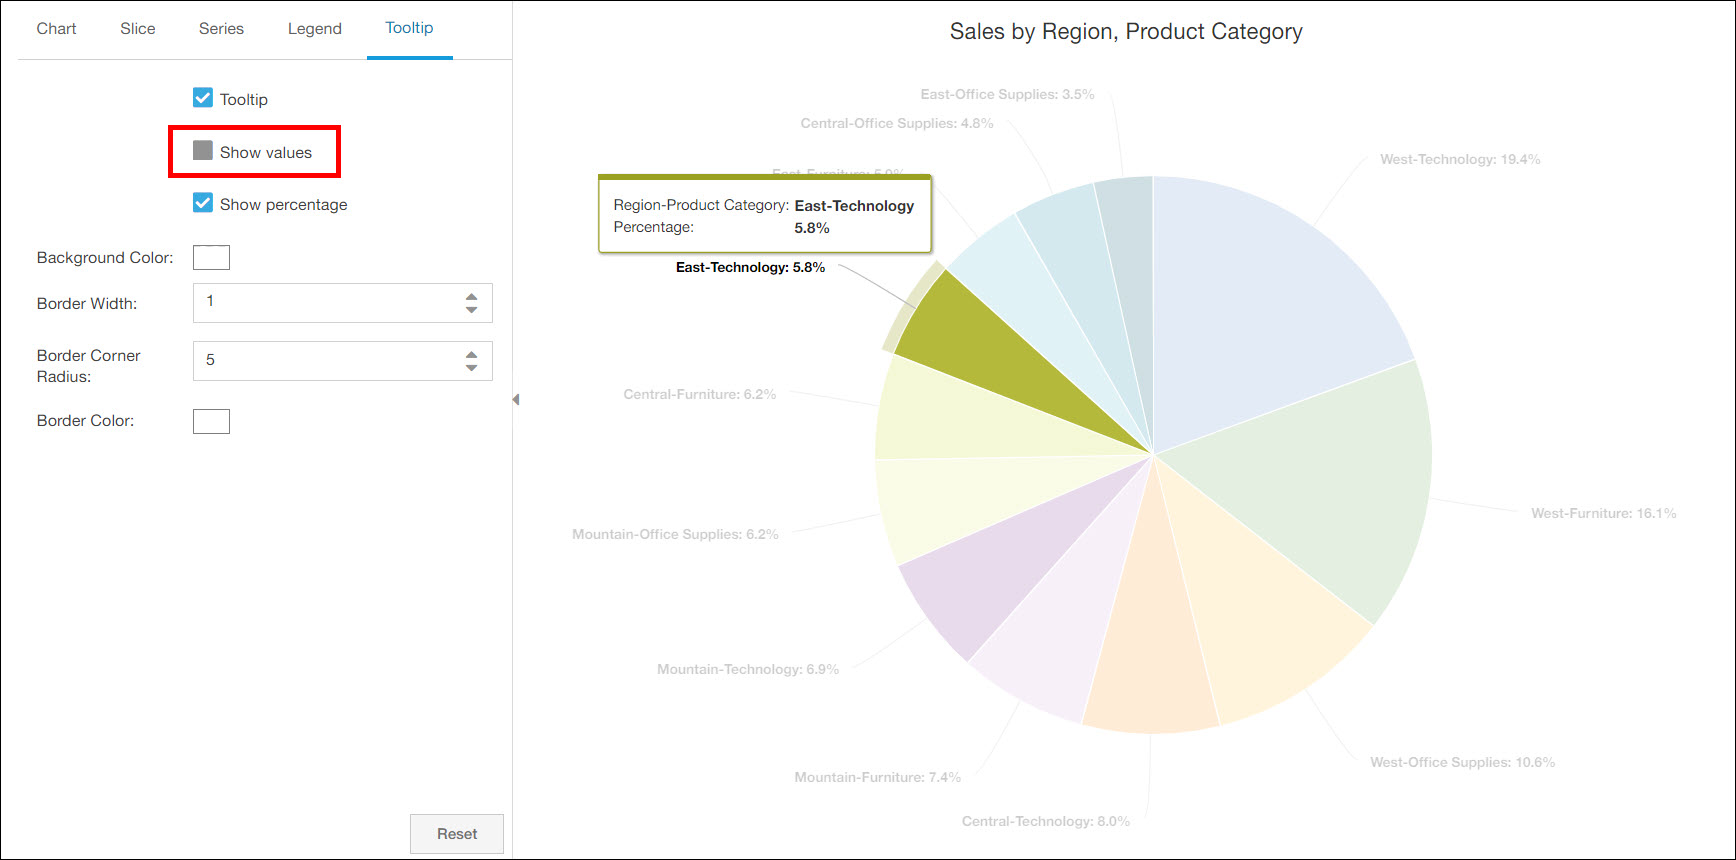 Chart Slice Series Legend Tooltip
Tooltip
Show values
Show percentage
Background Color:
Border Width: 1
Border Corner
Radius: 5
Border Color:
Reset
Sales by Region, Product Category
East-Office Supplies: 3.5%
Central-Office Supplies: 4.8%
West-Technology: 19.4%
East-Furniture: 5.0%
Region-Product Category: East-Technology
Percentage: 5.8%
East-Technology: 5.8%
Central-Furniture: 6.2%
West-Furniture: 16.1%
Mountain-Office Supplies: 6.2%
Mountain-Technology: 6.9%
West-Office Supplies: 10.6%
Mountain-Furniture: 7.4%
Central-Technology: 8.0%